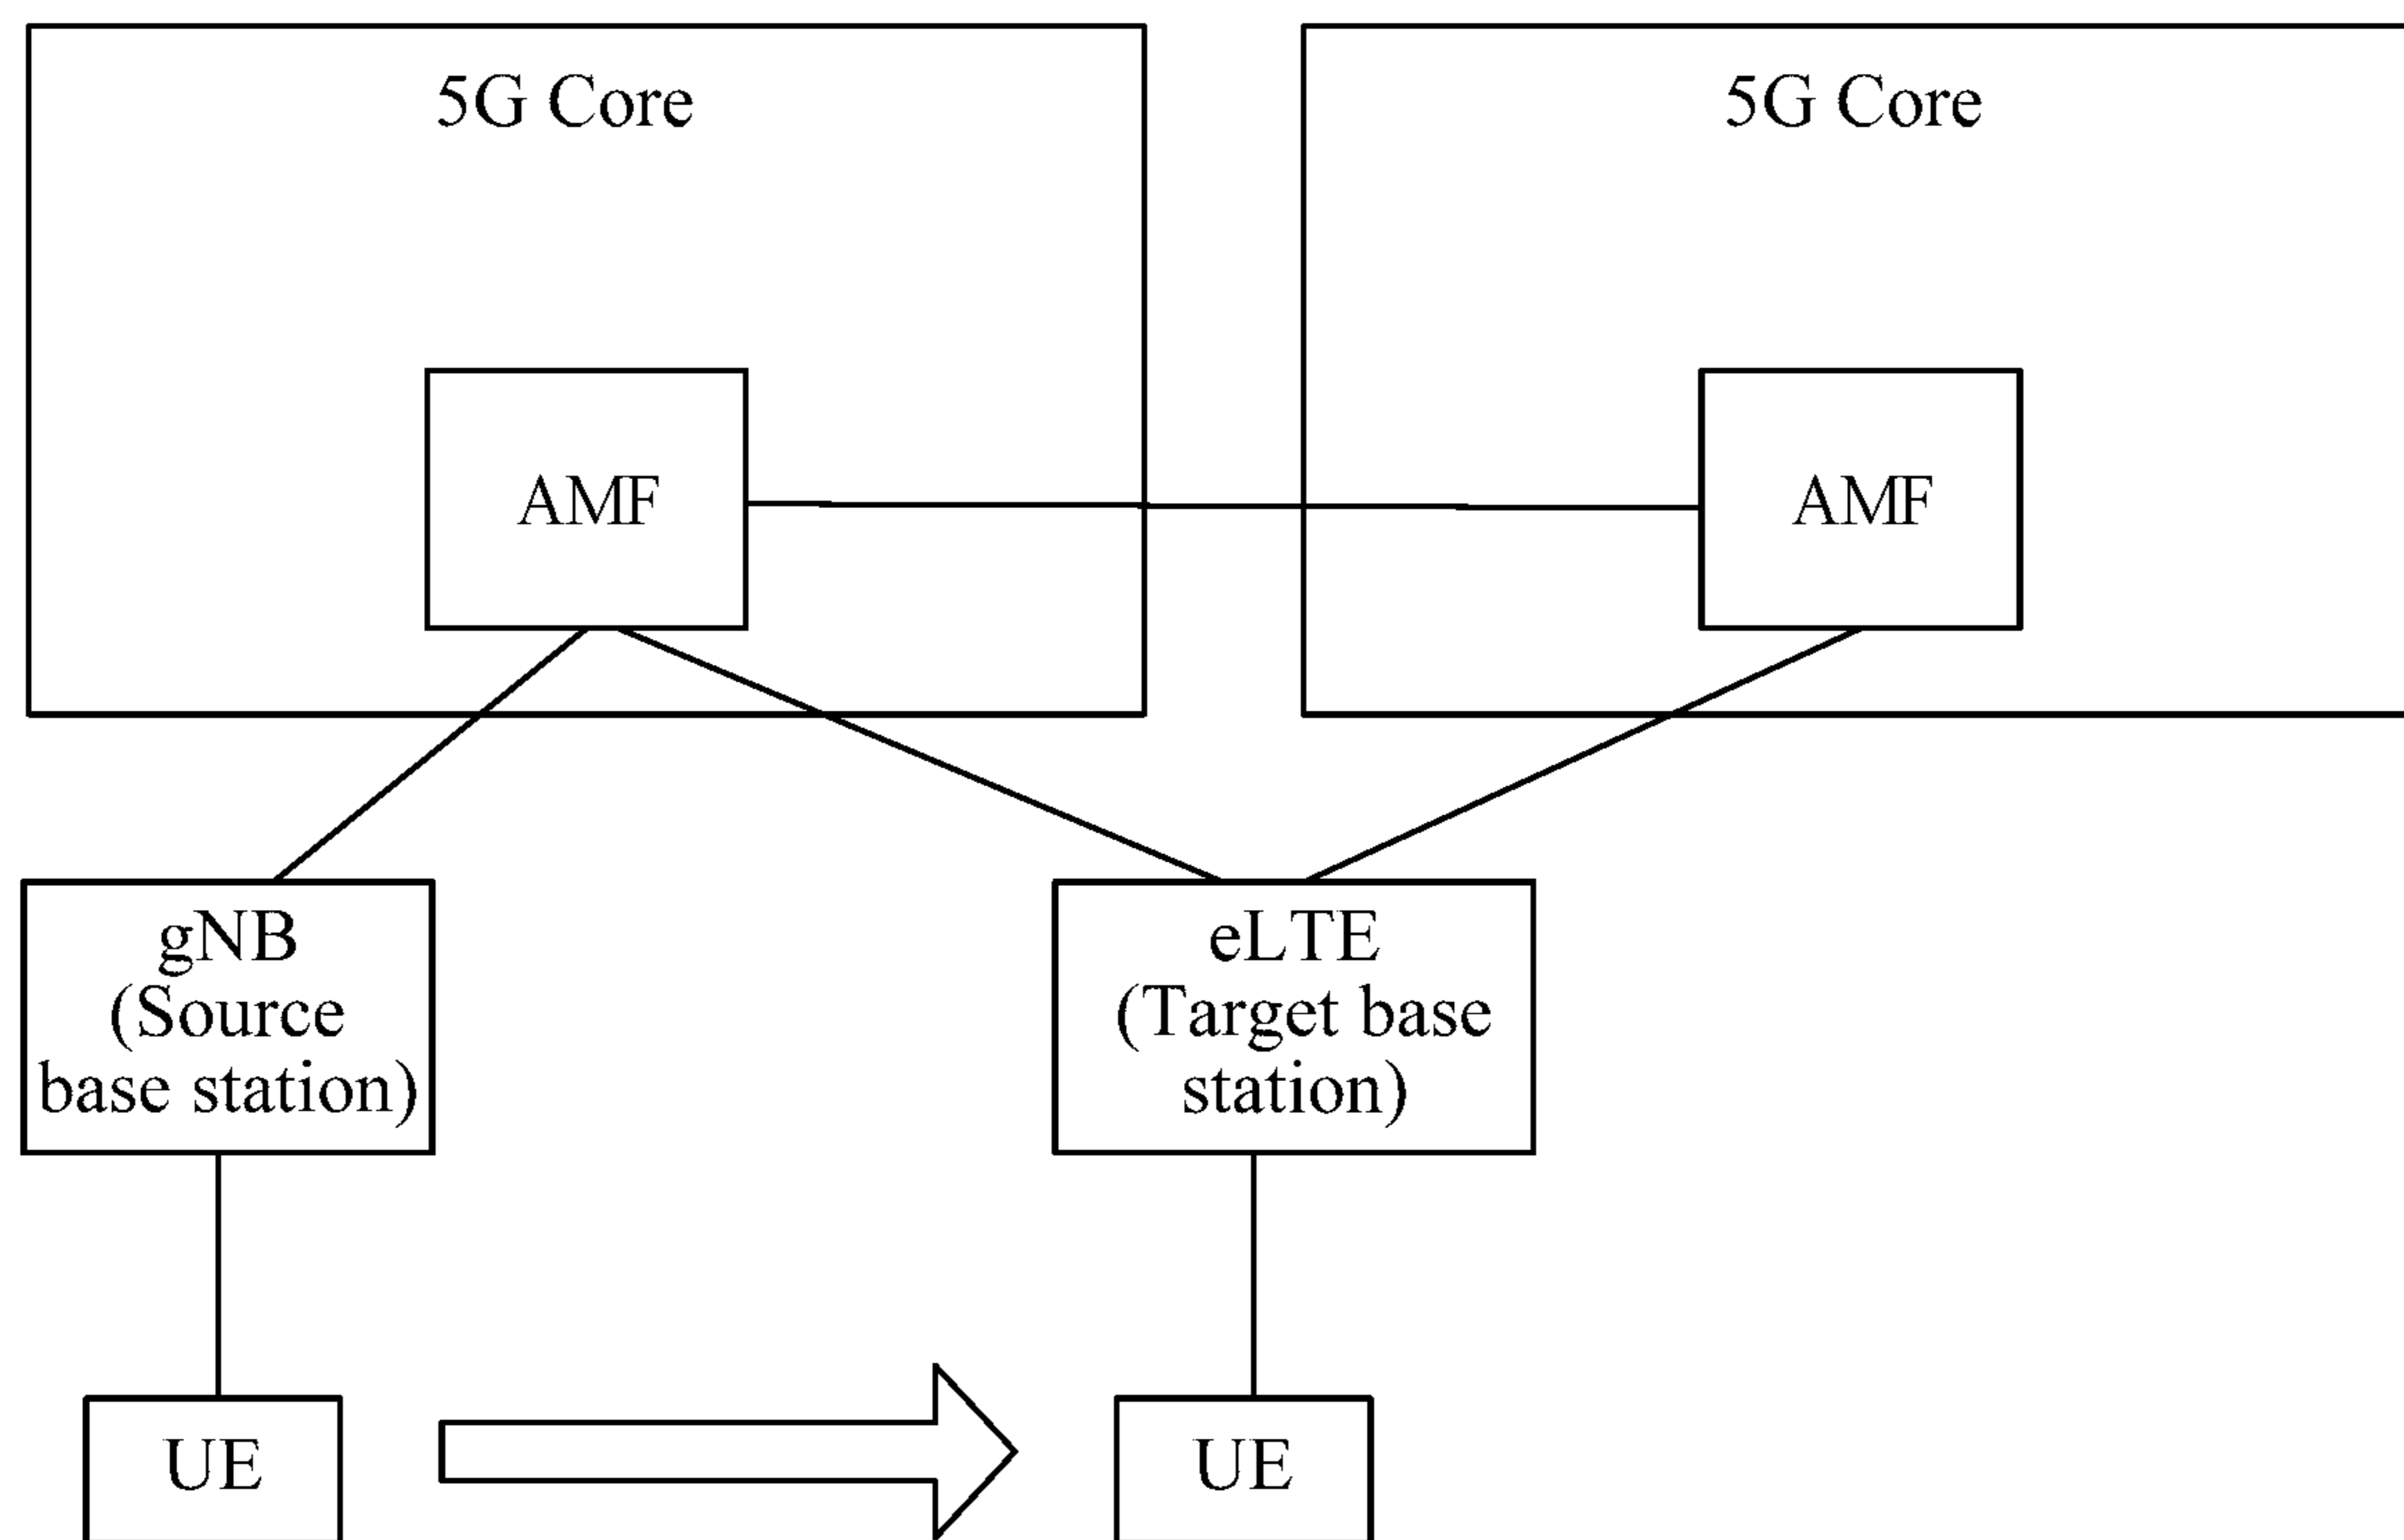 5G Core
5G Core
AMF
AMF
gNB
(Source
base station)
eLTE
(Target base
station)
UE
UE